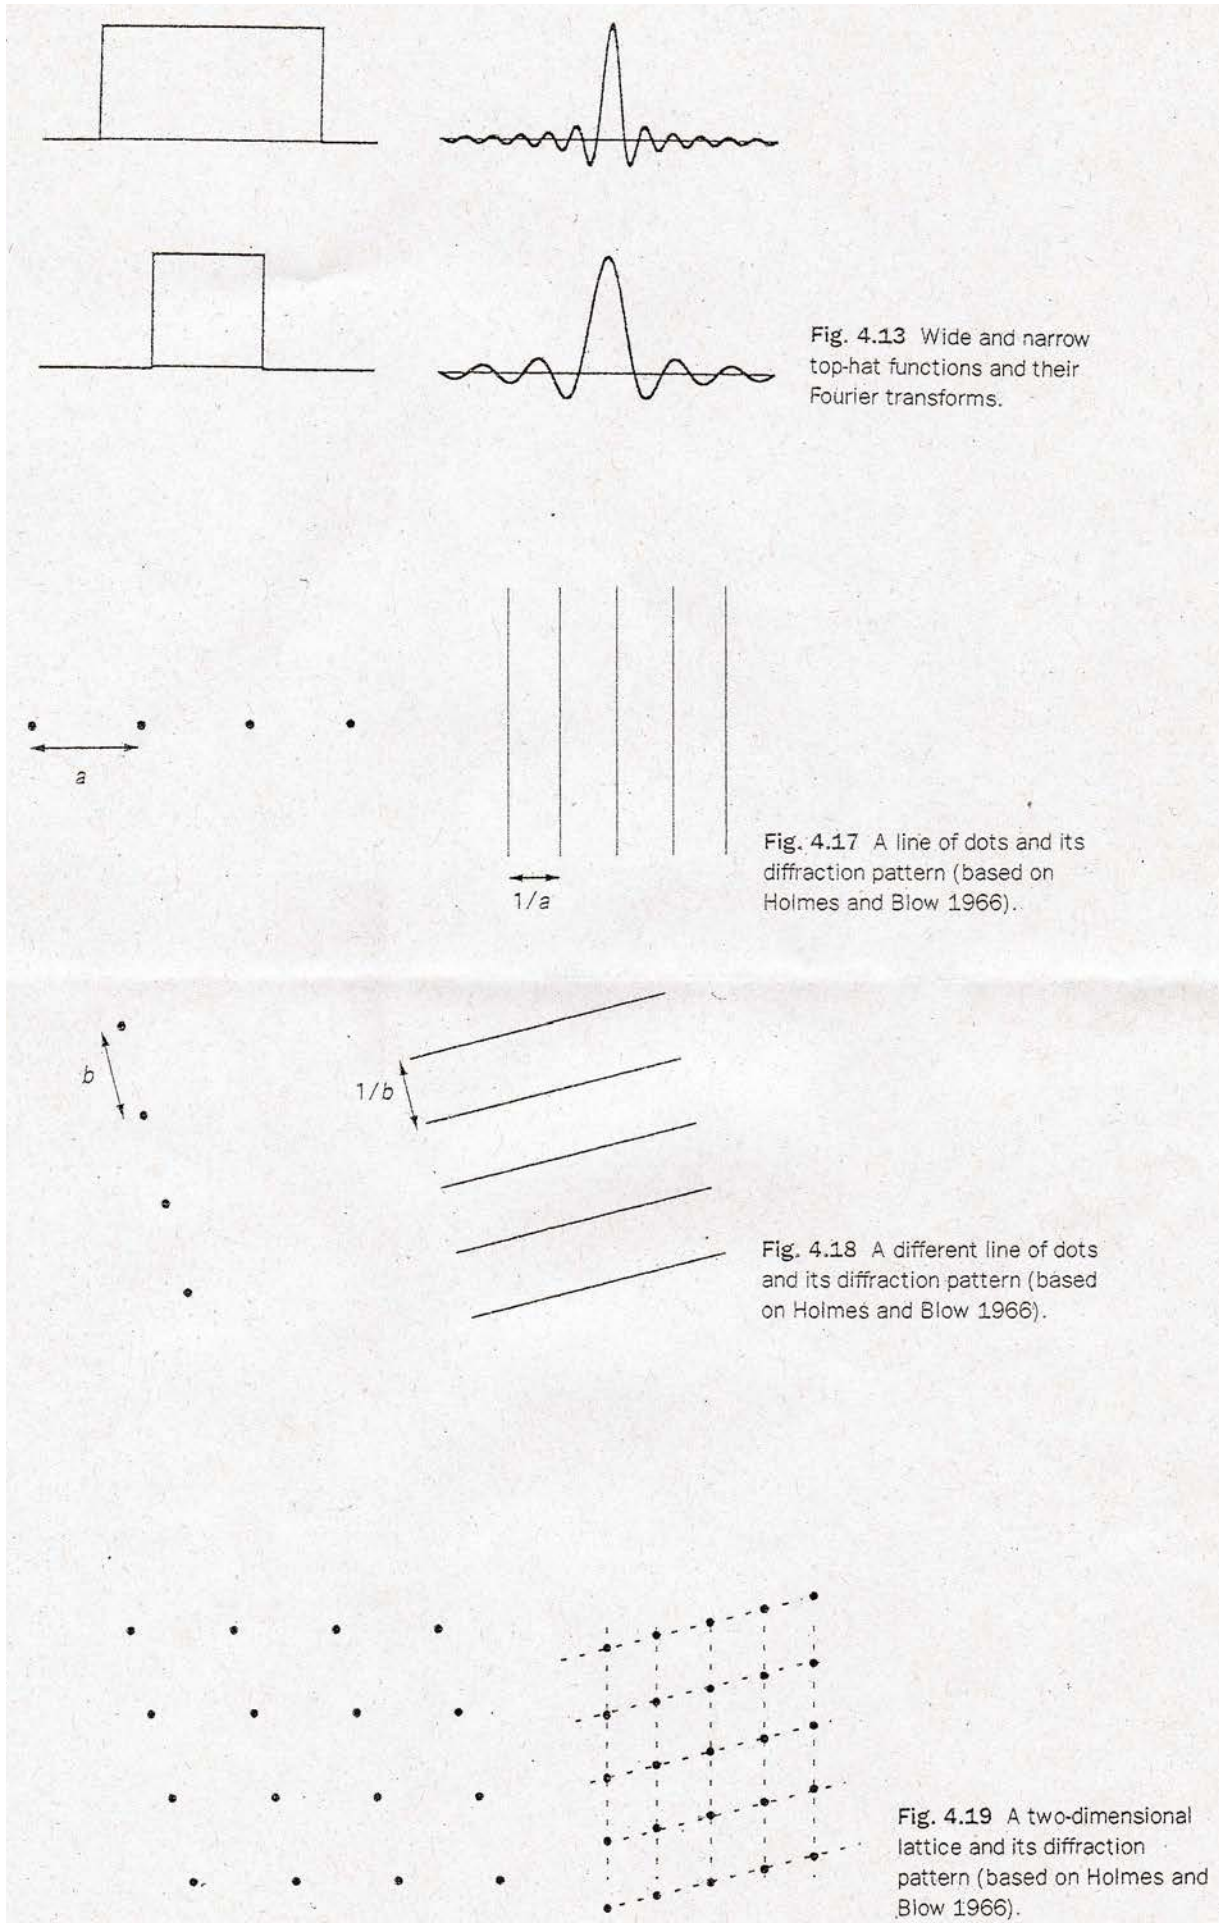 Fig. 4.13 Wide and narrow
top-hat functions and their
Fourier transforms.
a
1/a
Fig. 4.17 A line of dots and its
diffraction pattern (based on
Holmes and Blow 1966).
b
1/b
Fig. 4.18 A different line of dots
and its diffraction pattern (based
on Holmes and Blow 1966).
Fig. 4.19 A two-dimensional
lattice and its diffraction
pattern (based on Holmes and
Blow 1966).